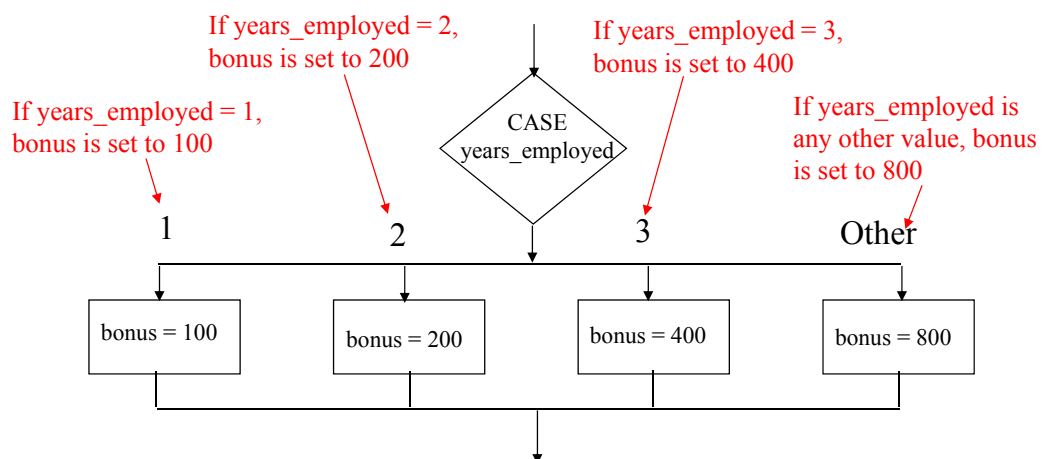 If years_employed = 2,
bonus is set to 200
If years_employed = 3,
bonus is set to 400
If years_employed = 1,
bonus is set to 100
If years_employed is
any other value, bonus
is set to 800
CASE
years_employed
1
2
3
Other
bonus = 100
bonus = 200
bonus = 400
bonus = 800